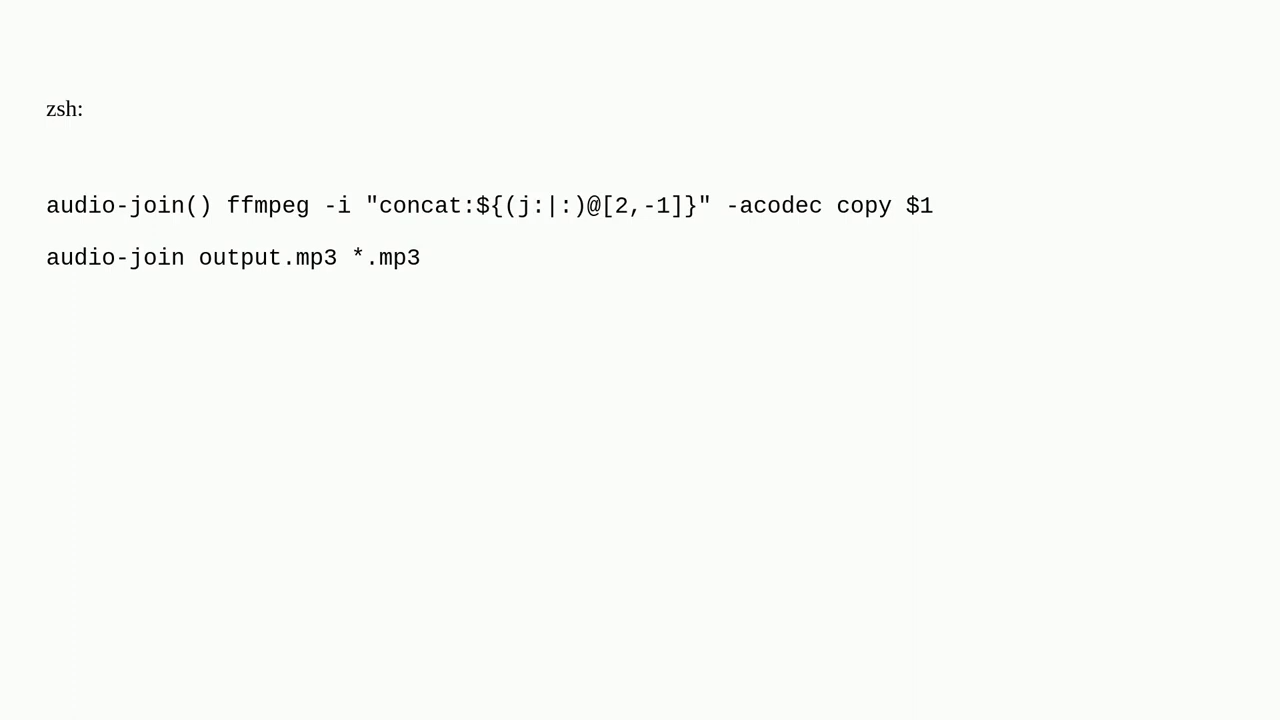 zsh:
audio-join() ffmpeg -i "concat:${(j:|:)@[2,-1]}" -acodec copy $1
audio-join output.mp3 *.mp3